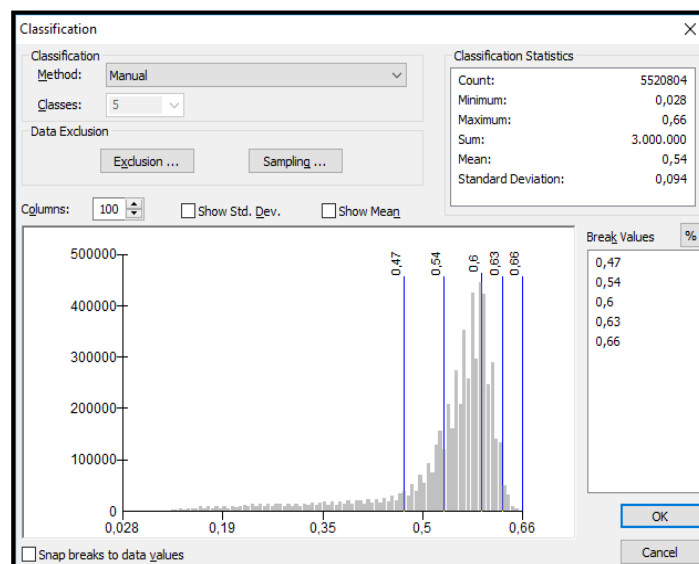 Classification
Classification
Method: Manual
Classes: 5
Data Exclusion
Exclusion ... Sampling ...
Classification Statistics
Count: 5520804
Minimum: 0,028
Maximum: 0,66
Sum: 3.000.000
Mean: 0,54
Standard Deviation: 0,094
Columns: 100 Show Std. Dev. Show Mean
Break Values %
0,47
0,54
0,6
0,63
0,66
500000
400000
300000
200000
100000
0
0,47 0,54 0,6 0,63 0,66
0,028 0,19 0,35 0,5 0,66
Snap breaks to data values
OK
Cancel